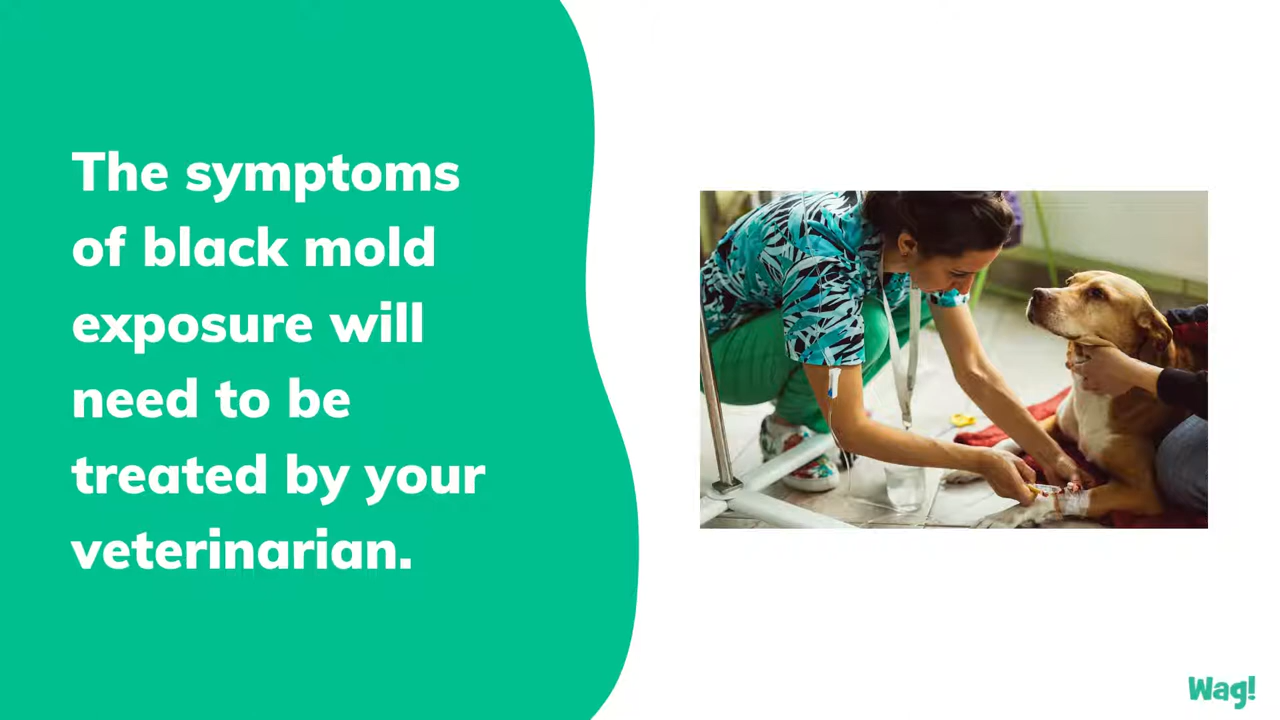 The symptoms
of black mold
exposure will
need to be
treated by your
veterinarian.
Wag!